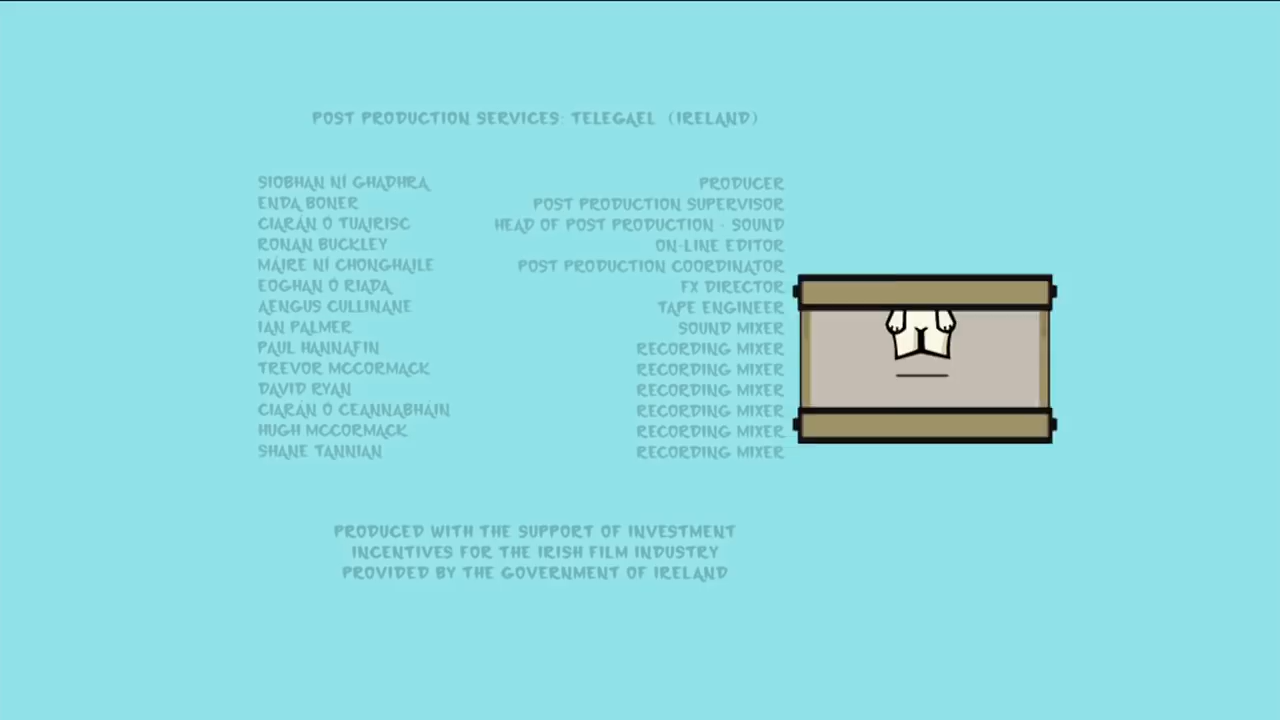 POST PRODUCTION SERVICES: TELEGAEL (IRELAND)
SIOBHAN NÍ GHADHRA PRODUCER
ENDA BONER POST PRODUCTION SUPERVISOR
CIARÁN Ó TUAIRISC HEAD OF POST PRODUCTION - SOUND
RONAN BUCKLEY ON-LINE EDITOR
MÁIRE NÍ CHONGHAILE POST PRODUCTION COORDINATOR
EOGHAN Ó RIADA FX DIRECTOR
AENGUS CULLINANE TAPE ENGINEER
IAN PALMER SOUND MIXER
PAUL HANNAFIN RECORDING MIXER
TREVOR MCCORMACK RECORDING MIXER
DAVID RYAN RECORDING MIXER
CIARÁN Ó CEANNABHÁIN RECORDING MIXER
HUGH MCCORMACK RECORDING MIXER
SHANE TANNIAN RECORDING MIXER
PRODUCED WITH THE SUPPORT OF INVESTMENT
INCENTIVES FOR THE IRISH FILM INDUSTRY
PROVIDED BY THE GOVERNMENT OF IRELAND